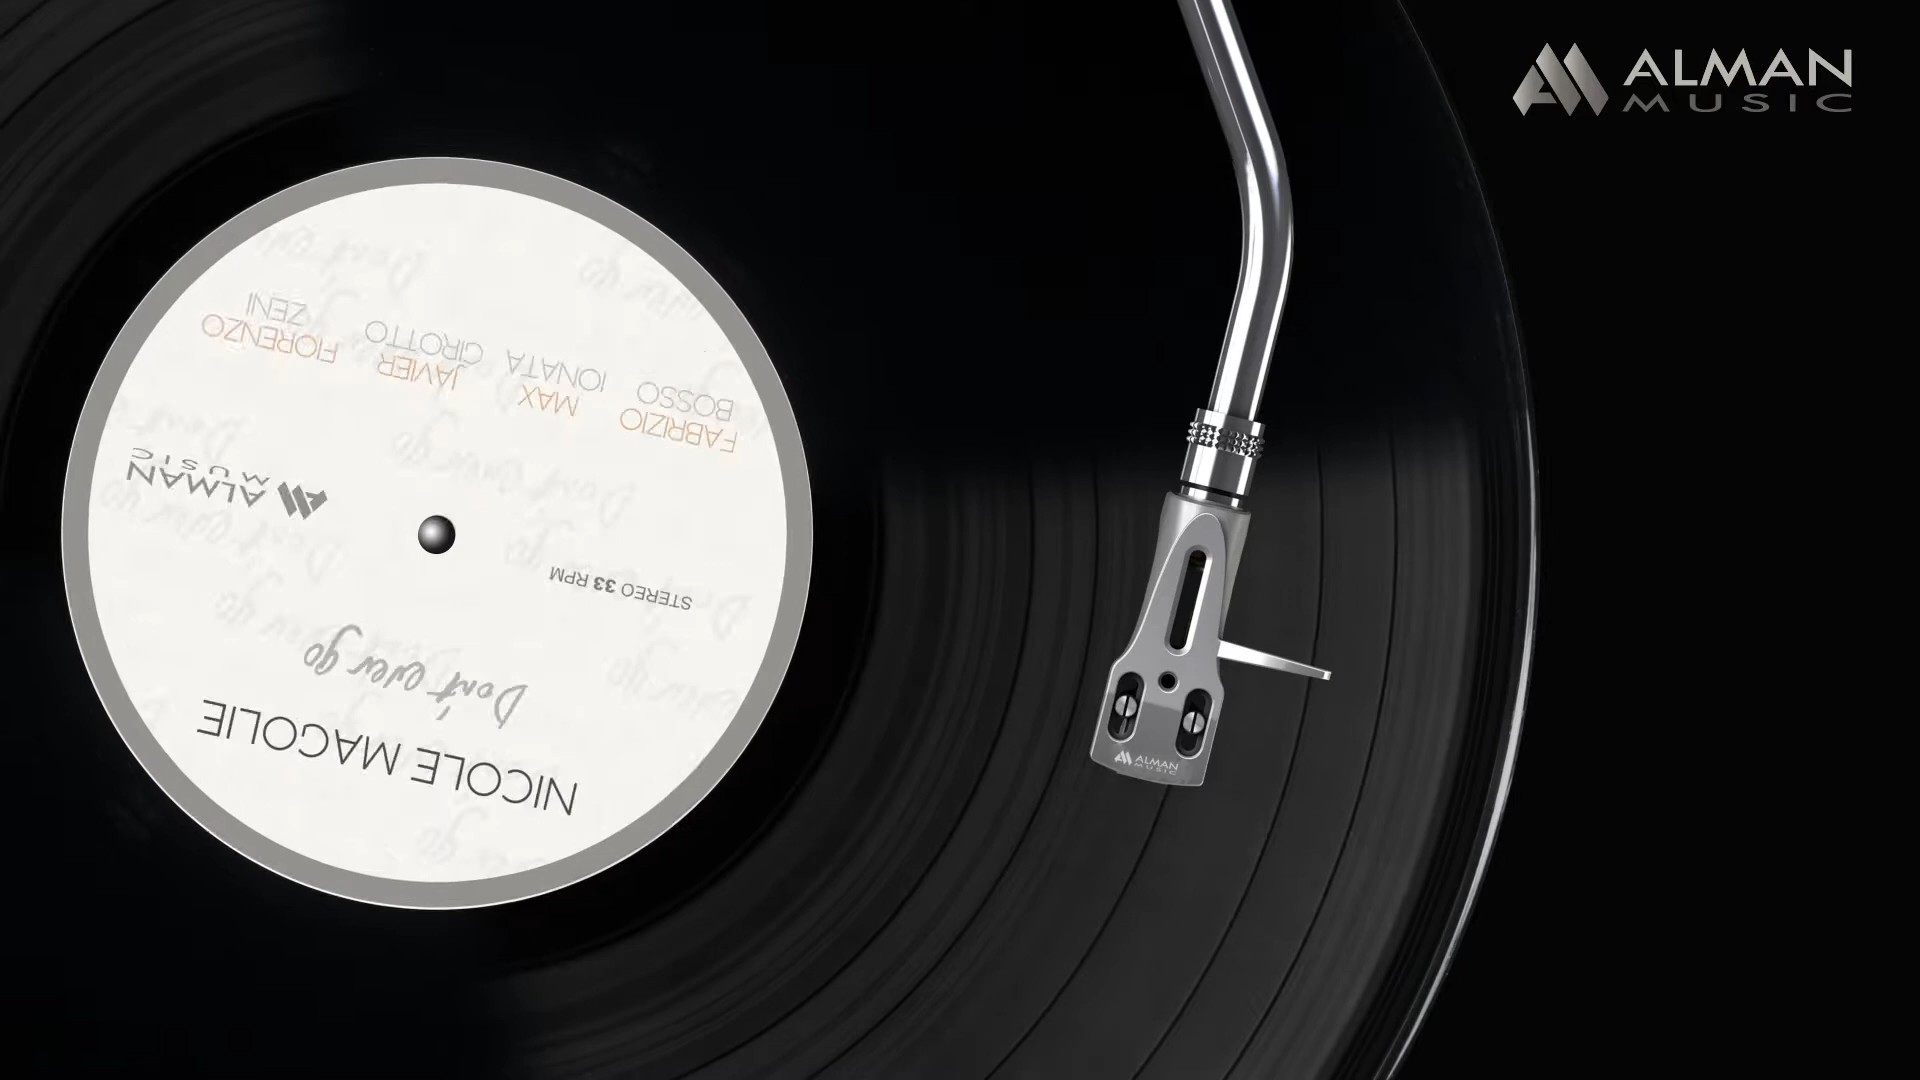 ALMAN
MUSIC
NICOLE MAGOLIE
Don't ever go
STEREO 33 RPM
ALMAN
MUSIC
FABRIZIO MAX JAVIER FIORENZO
BOSSO IONATA GIROTTO ZENI
ALMAN
MUSIC